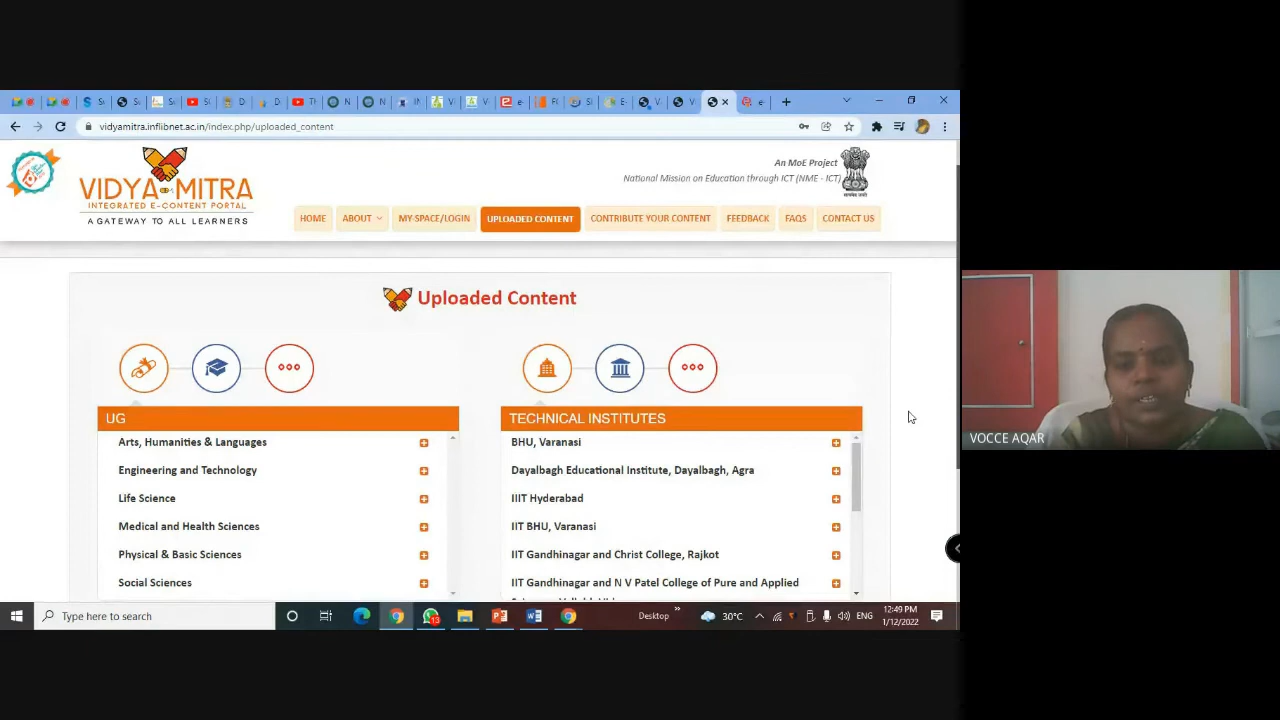 vidyamitra.inflibnet.ac.in/index.php/uploaded_content
VIDYA-MITRA
INTEGRATED E-CONTENT PORTAL
A GATEWAY TO ALL LEARNERS
An MoE Project
National Mission on Education through ICT (NME - ICT)
HOME ABOUT MY-SPACE/LOGIN UPLOADED CONTENT CONTRIBUTE YOUR CONTENT FEEDBACK FAQS CONTACT US
Uploaded Content
UG
Arts, Humanities & Languages
Engineering and Technology
Life Science
Medical and Health Sciences
Physical & Basic Sciences
Social Sciences
TECHNICAL INSTITUTES
BHU, Varanasi
Dayalbagh Educational Institute, Dayalbagh, Agra
IIIT Hyderabad
IIT BHU, Varanasi
IIT Gandhinagar and Christ College, Rajkot
IIT Gandhinagar and N V Patel College of Pure and Applied
VOCCE AQAR
Type here to search
13
Desktop
30°C
ENG
12:49 PM
1/12/2022